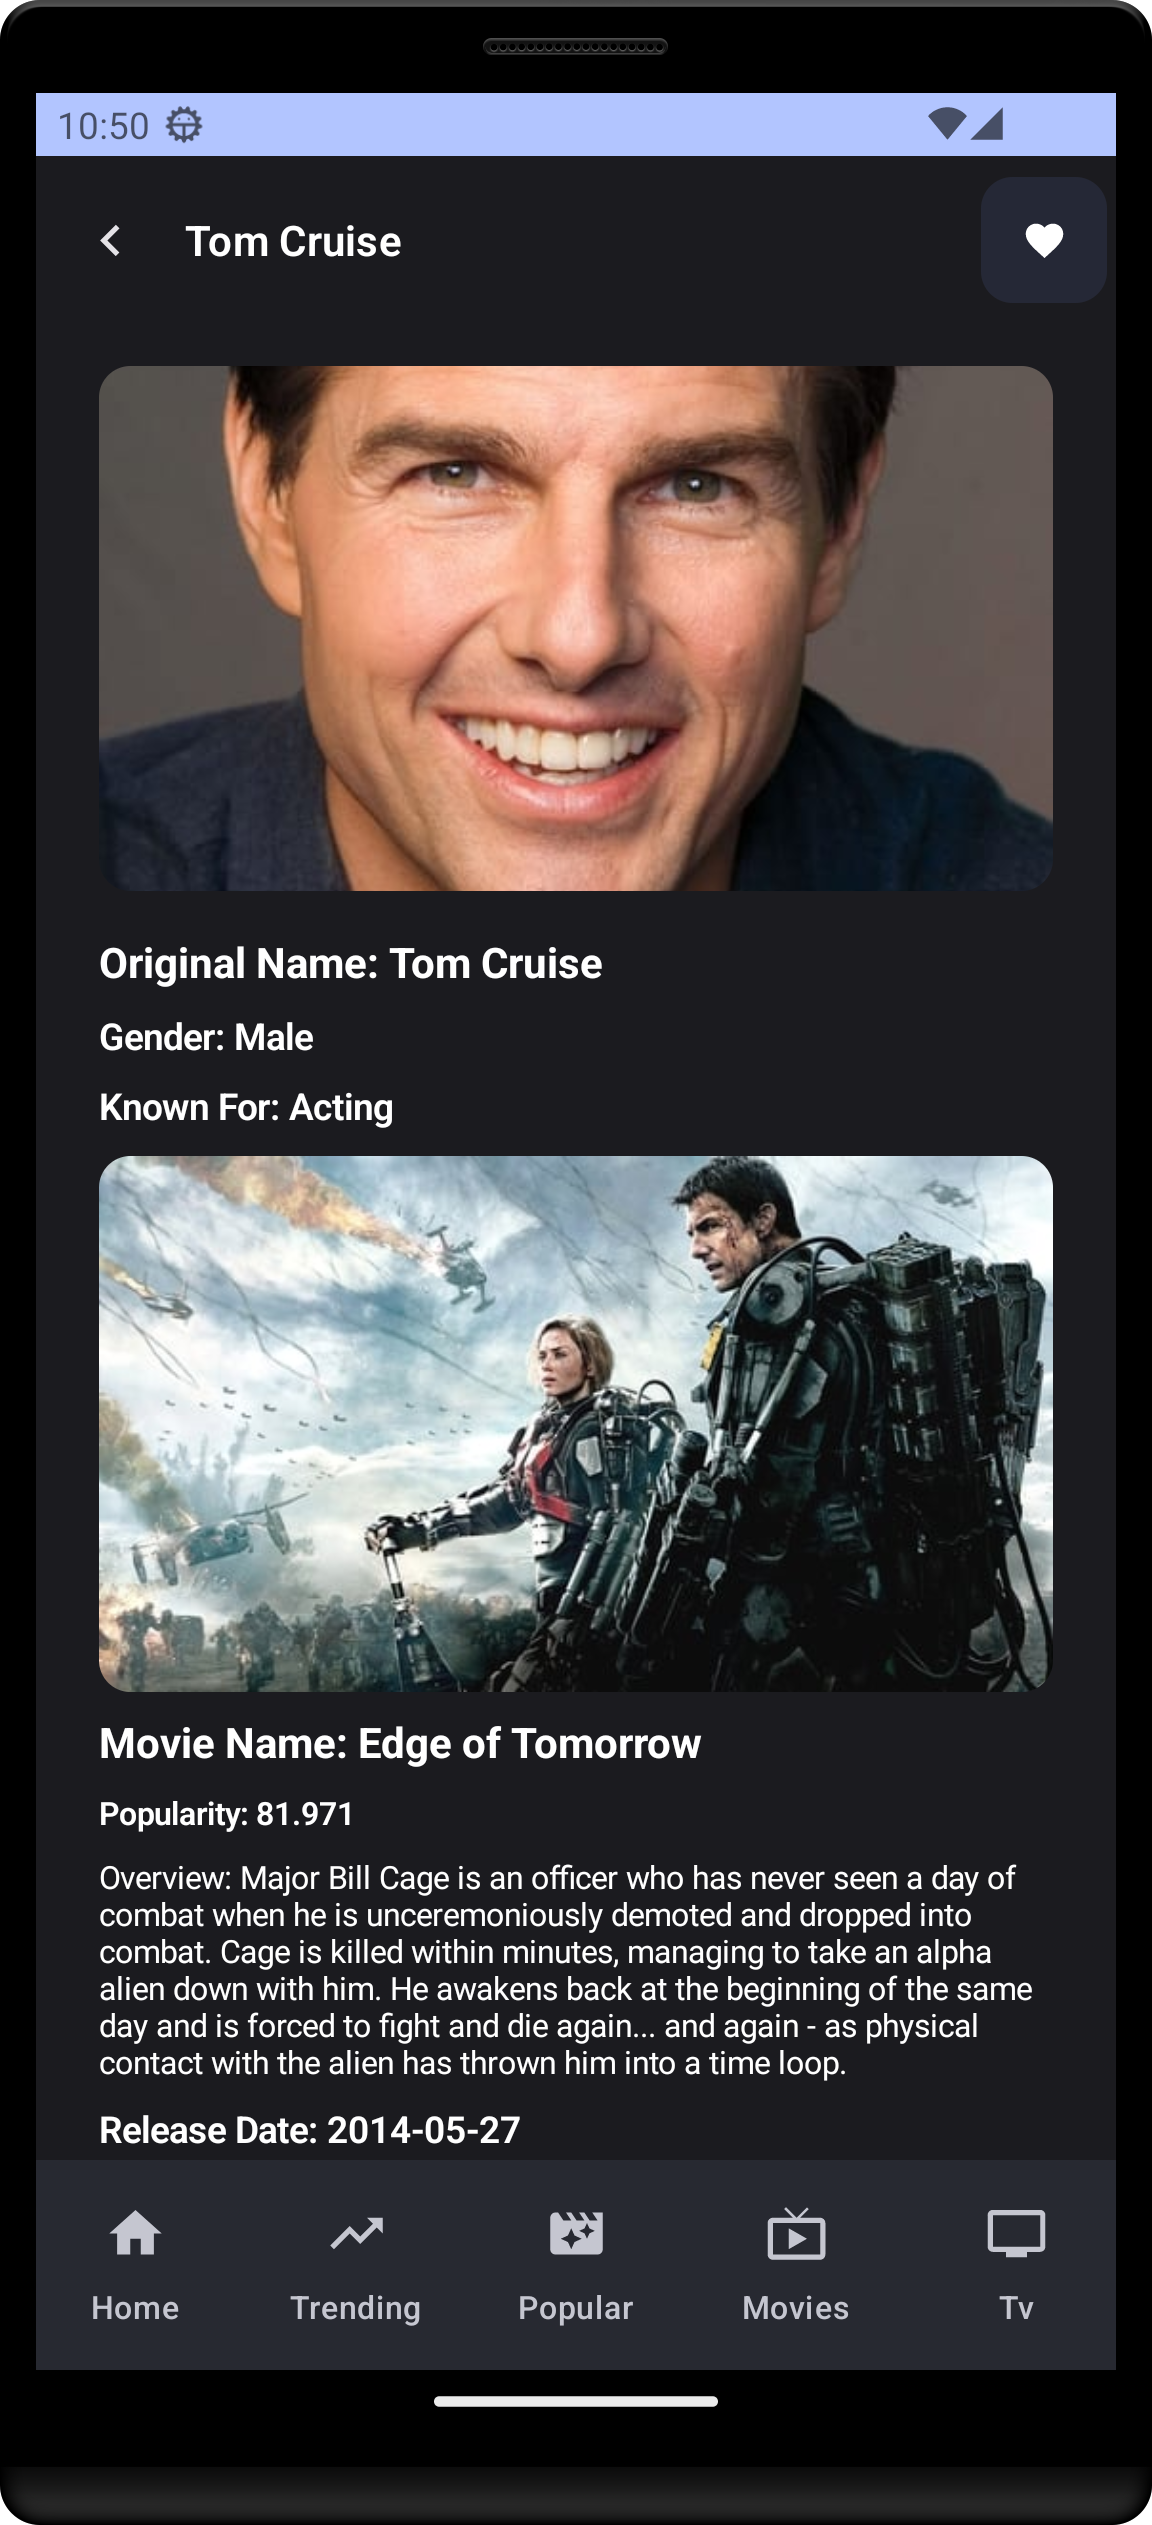 10:50
Tom Cruise
Original Name: Tom Cruise
Gender: Male
Known For: Acting
Movie Name: Edge of Tomorrow
Popularity: 81.971
Overview: Major Bill Cage is an officer who has never seen a day of
combat when he is unceremoniously demoted and dropped into
combat. Cage is killed within minutes, managing to take an alpha
alien down with him. He awakens back at the beginning of the same
day and is forced to fight and die again... and again - as physical
contact with the alien has thrown him into a time loop.
Release Date: 2014-05-27
Home Trending Popular Movies Tv